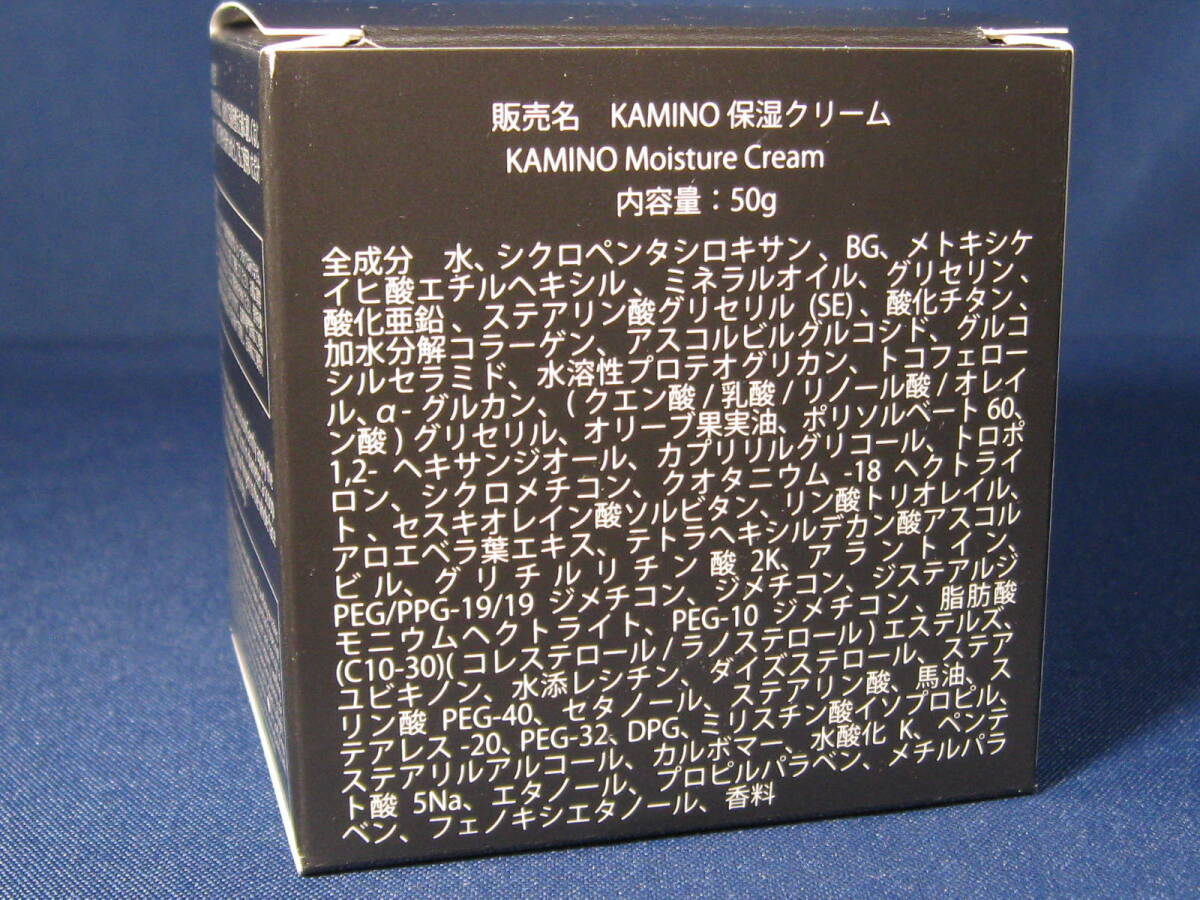 販売名　KAMINO 保湿クリーム
KAMINO Moisture Cream
内容量：50g
全成分　水、シクロペンタシロキサン、BG、メトキシケ
イヒ酸エチルヘキシル、ミネラルオイル、グリセリン、
酸化亜鉛、ステアリン酸グリセリル (SE)、酸化チタン、
加水分解コラーゲン、アスコルビルグルコシド、グルコ
シルセラミド、水溶性プロテオグリカン、トコフェロー
ル、α-グルカン、(クエン酸/乳酸/リノール酸/オレイ
ン酸)グリセリル、オリーブ果実油、ポリソルベート60、
1,2-ヘキサンジオール、カプリリルグリコール、トロポ
ロン、シクロメチコン、クオタニウム-18ヘクトライ
ト、セスキオレイン酸ソルビタン、リン酸トリオレイル、
アロエベラ葉エキス、テトラヘキシルデカン酸アスコル
ビル、グリチルリチン酸2K、アラントイン、
PEG/PPG-19/19 ジメチコン、ジメチコン、ジステアルジ
モニウムヘクトライト、PEG-10 ジメチコン、脂肪酸
(C10-30)(コレステロール/ラノステロール)エステルズ、
ユビキノン、水添レシチン、ダイズステロール、ステア
リン酸 PEG-40、セタノール、ステアリン酸、馬油、ス
テアレス-20、PEG-32、DPG、ミリスチン酸イソプロピル、
ステアリルアルコール、カルボマー、水酸化 K、ペンテ
ト酸 5Na、エタノール、プロピルパラベン、メチルパラ
ベン、フェノキシエタノール、香料